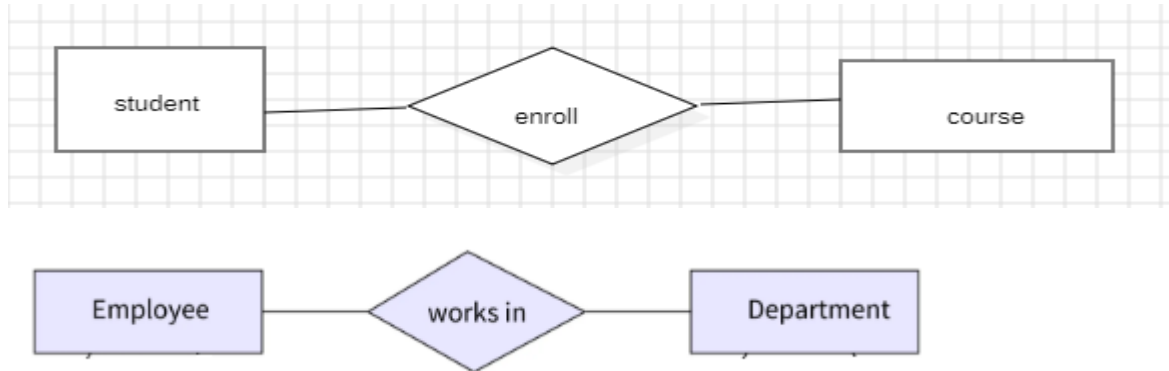 student
enroll
course
Employee
works in
Department